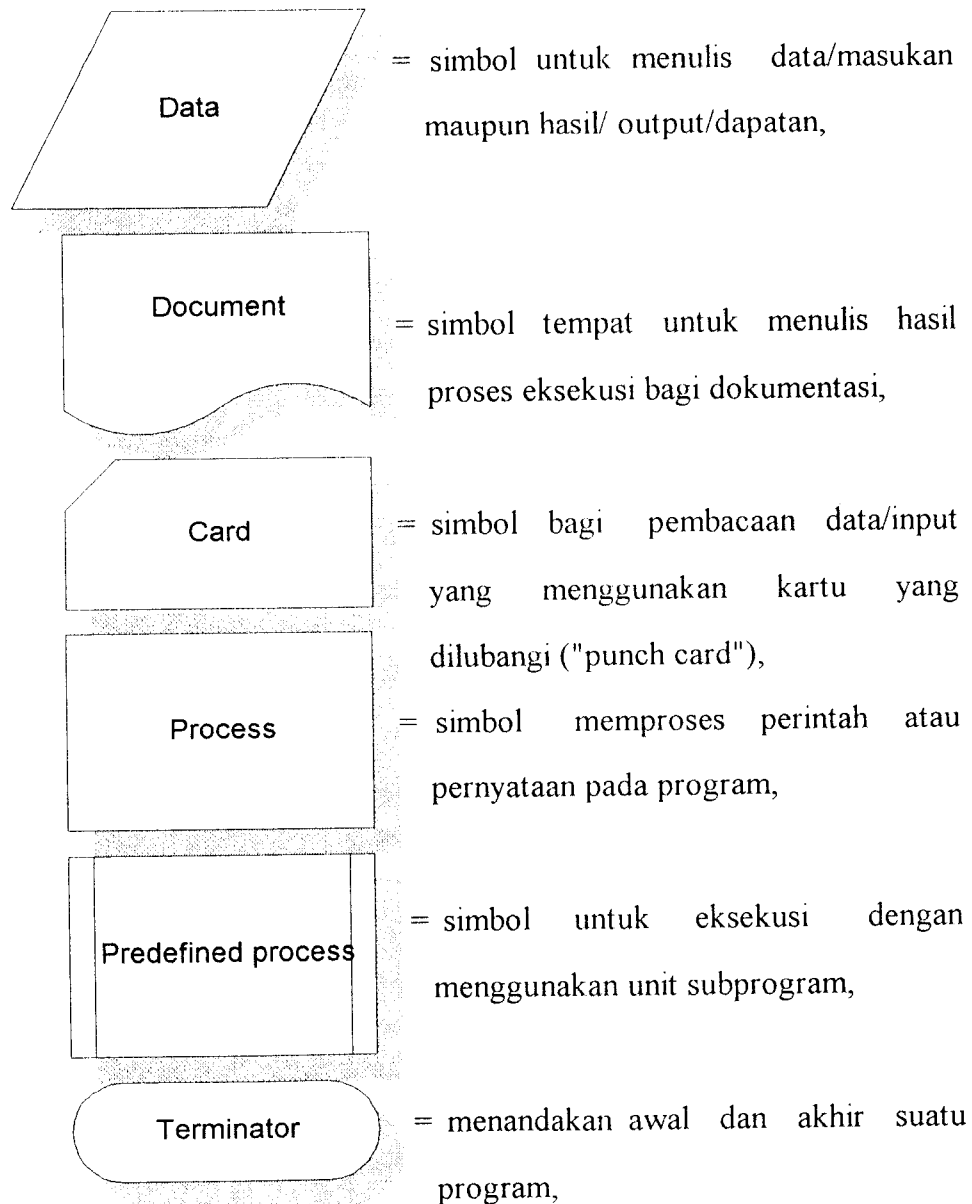 Data
= simbol untuk menulis data/masukan
maupun hasil/ output/dapatan,
Document
= simbol tempat untuk menulis hasil
proses eksekusi bagi dokumentasi,
Card
= simbol bagi pembacaan data/input
yang menggunakan kartu yang
dilubangi ("punch card"),
Process
= simbol memproses perintah atau
pernyataan pada program,
Predefined process
= simbol untuk eksekusi dengan
menggunakan unit subprogram,
Terminator
= menandakan awal dan akhir suatu
program,